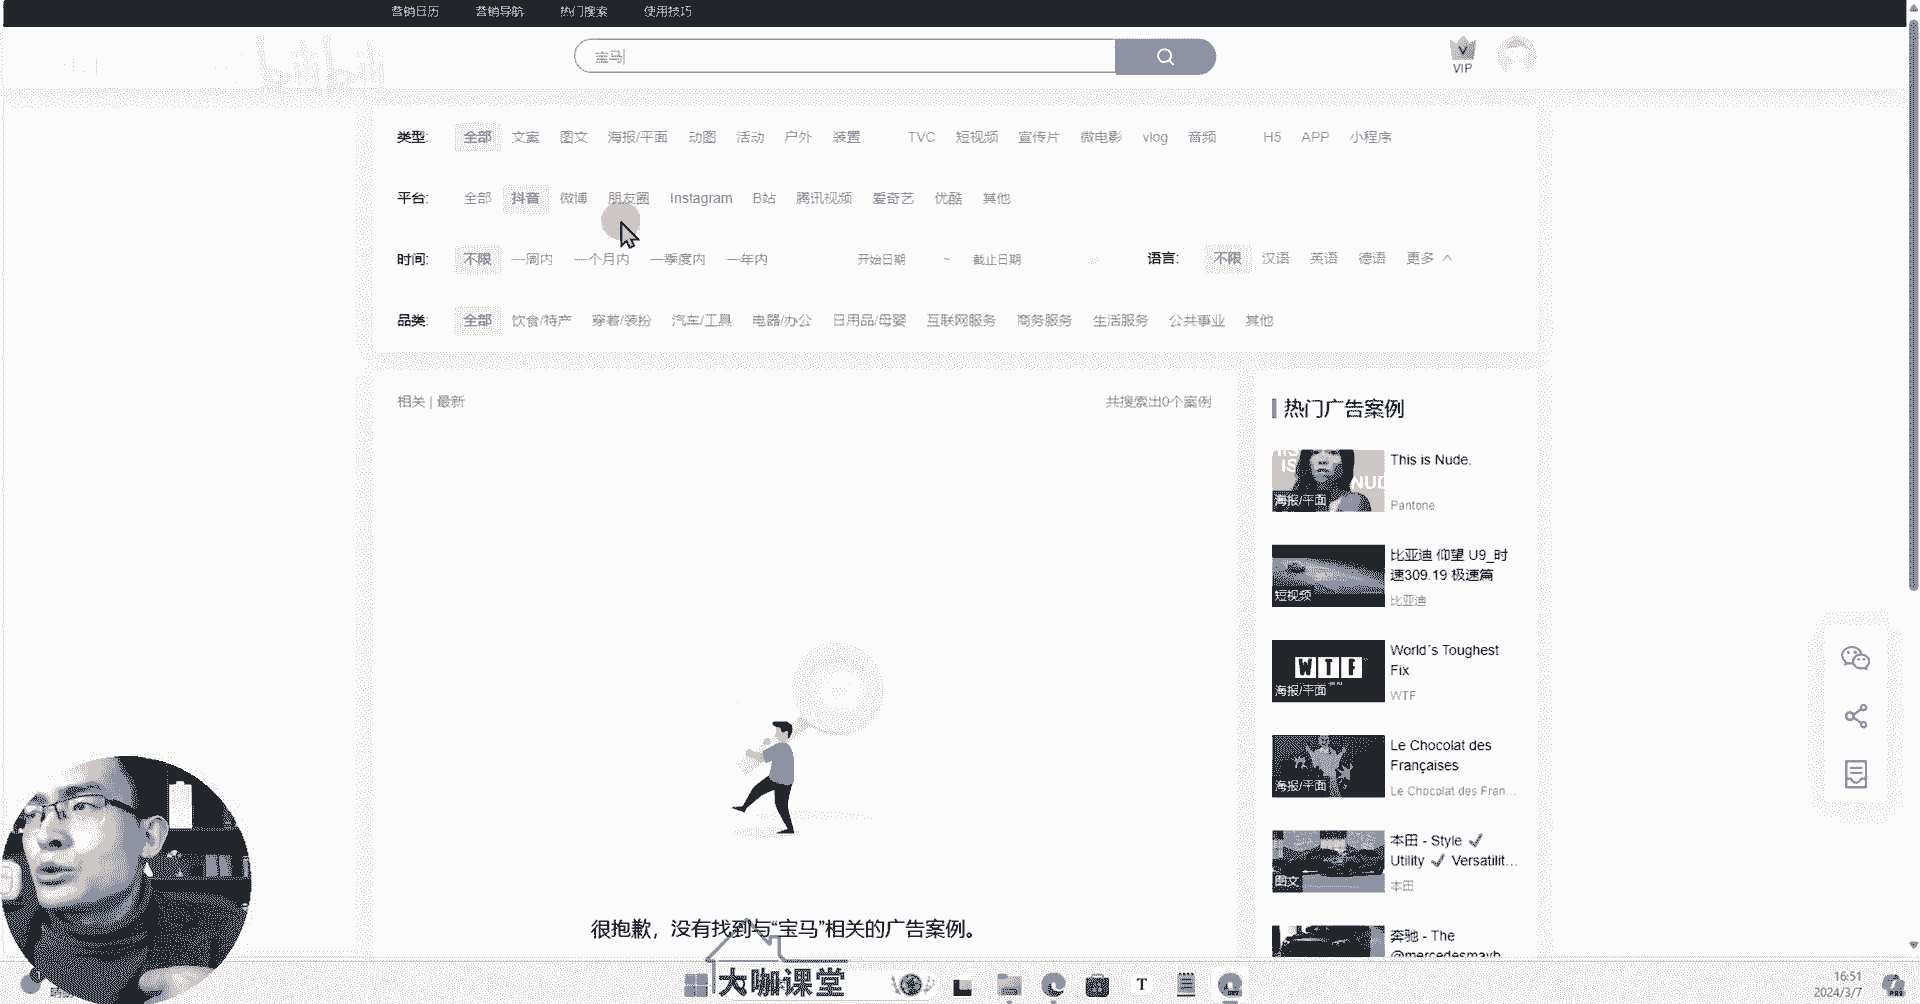 营销日历 营销导航 热门搜索 使用技巧
bilibili
宝马
VIP
类型: 全部 文案 图文 海报/平面 动图 活动 户外 装置 TVC 短视频 宣传片 微电影 vlog 音频 H5 APP 小程序
平台: 全部 抖音 微博 朋友圈 Instagram B站 腾讯视频 爱奇艺 优酷 其他
时间: 不限 一周内 一个月内 一季度内 一年内 开始日期 ~ 截止日期 语言: 不限 汉语 英语 德语 更多
品类: 全部 饮食/特产 穿着/装扮 汽车/工具 电器/办公 日用品/母婴 互联网服务 商务服务 生活服务 公共事业 其他
相关 | 最新 共搜索出0个案例
热门广告案例
This is Nude.
海报/平面
Pantone
比亚迪 仰望 U9_时
速309.19 极速篇
短视频
比亚迪
World´s Toughest
Fix
WTF
海报/平面
WTF
Le Chocolat des
Françaises
海报/平面
Le Chocolat des Fran...
本田 - Style ✓
Utility ✓ Versatilit...
图文
本田
奔驰 - The
@mercedesmayb
很抱歉，没有找到与“宝马”相关的广告案例。
大咖课堂
16:51
2024/3/7